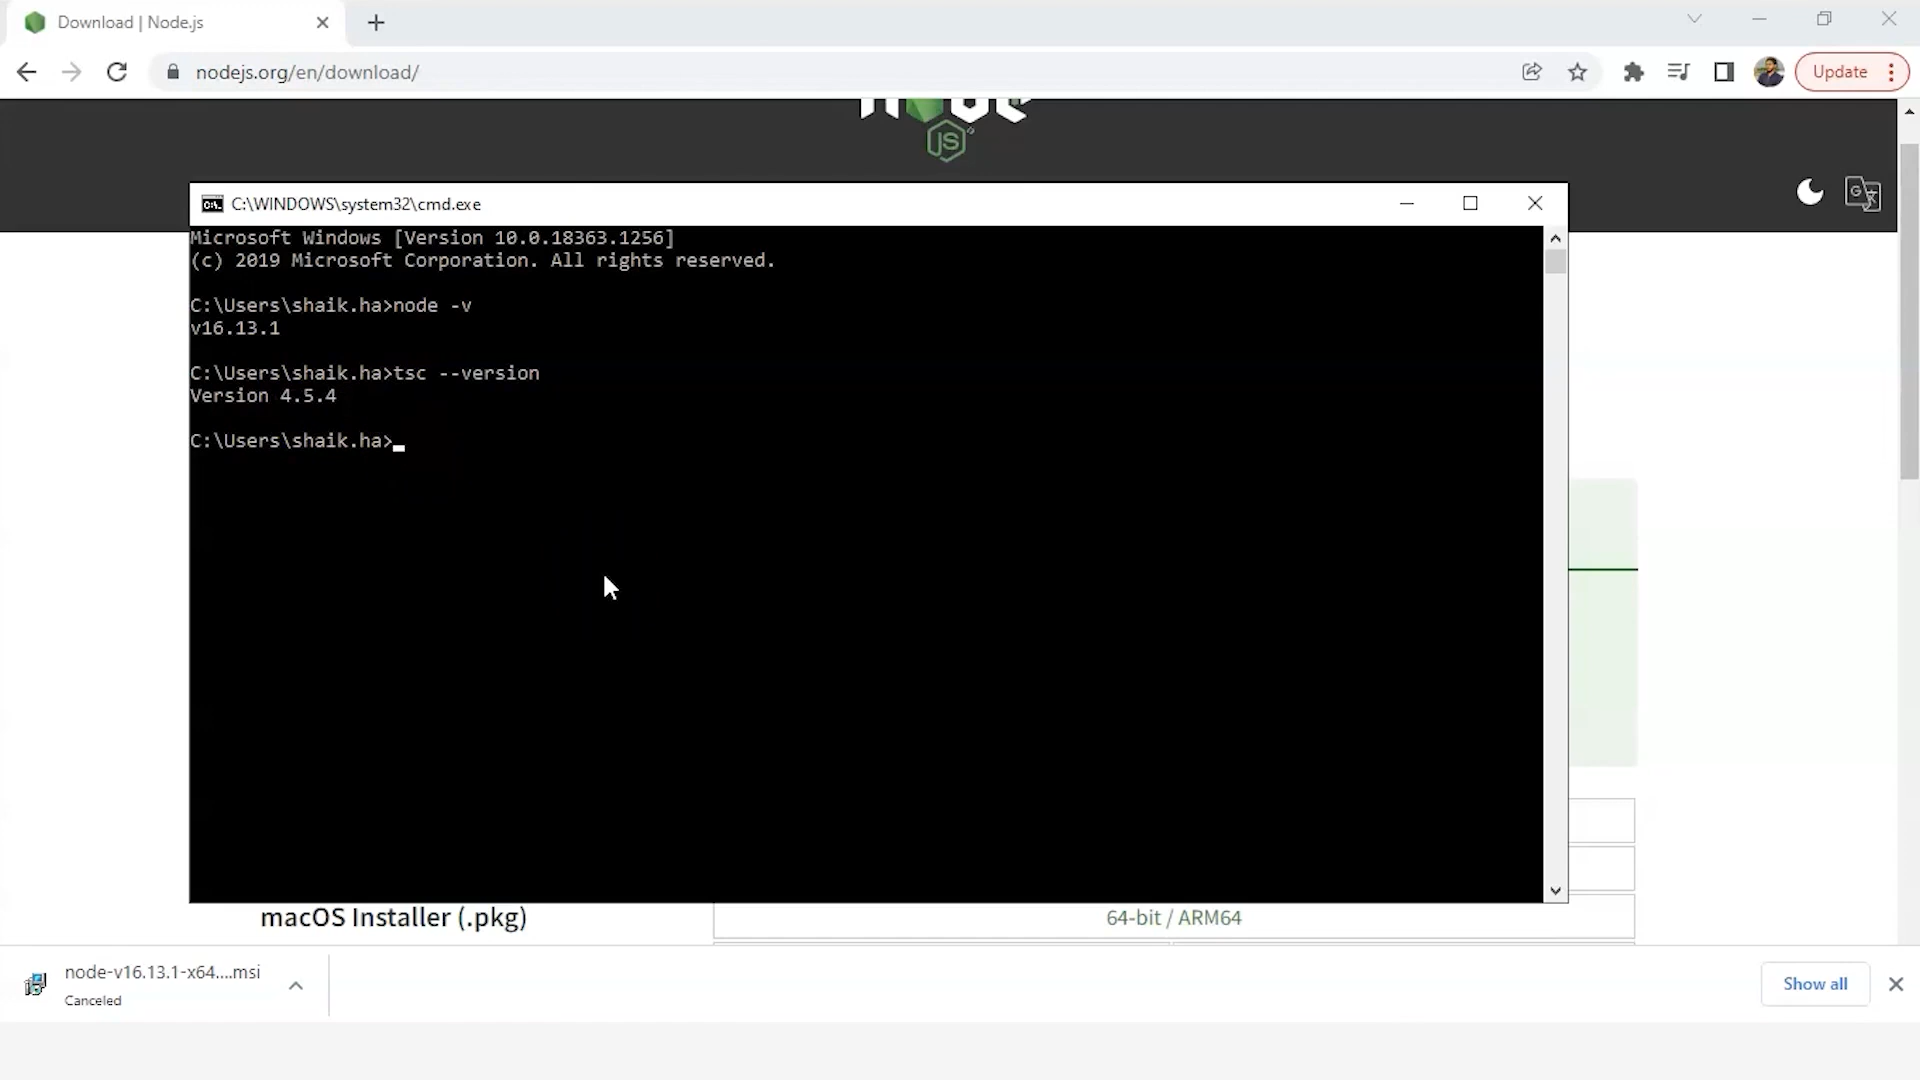 Download | Node.js
nodejs.org/en/download/
Update
JS
C:\WINDOWS\system32\cmd.exe
Microsoft Windows [Version 10.0.18363.1256]
(c) 2019 Microsoft Corporation. All rights reserved.
C:\Users\shaik.ha>node -v
v16.13.1
C:\Users\shaik.ha>tsc --version
Version 4.5.4
C:\Users\shaik.ha>
macOS Installer (.pkg)
64-bit / ARM64
node-v16.13.1-x64....msi
Canceled
Show all